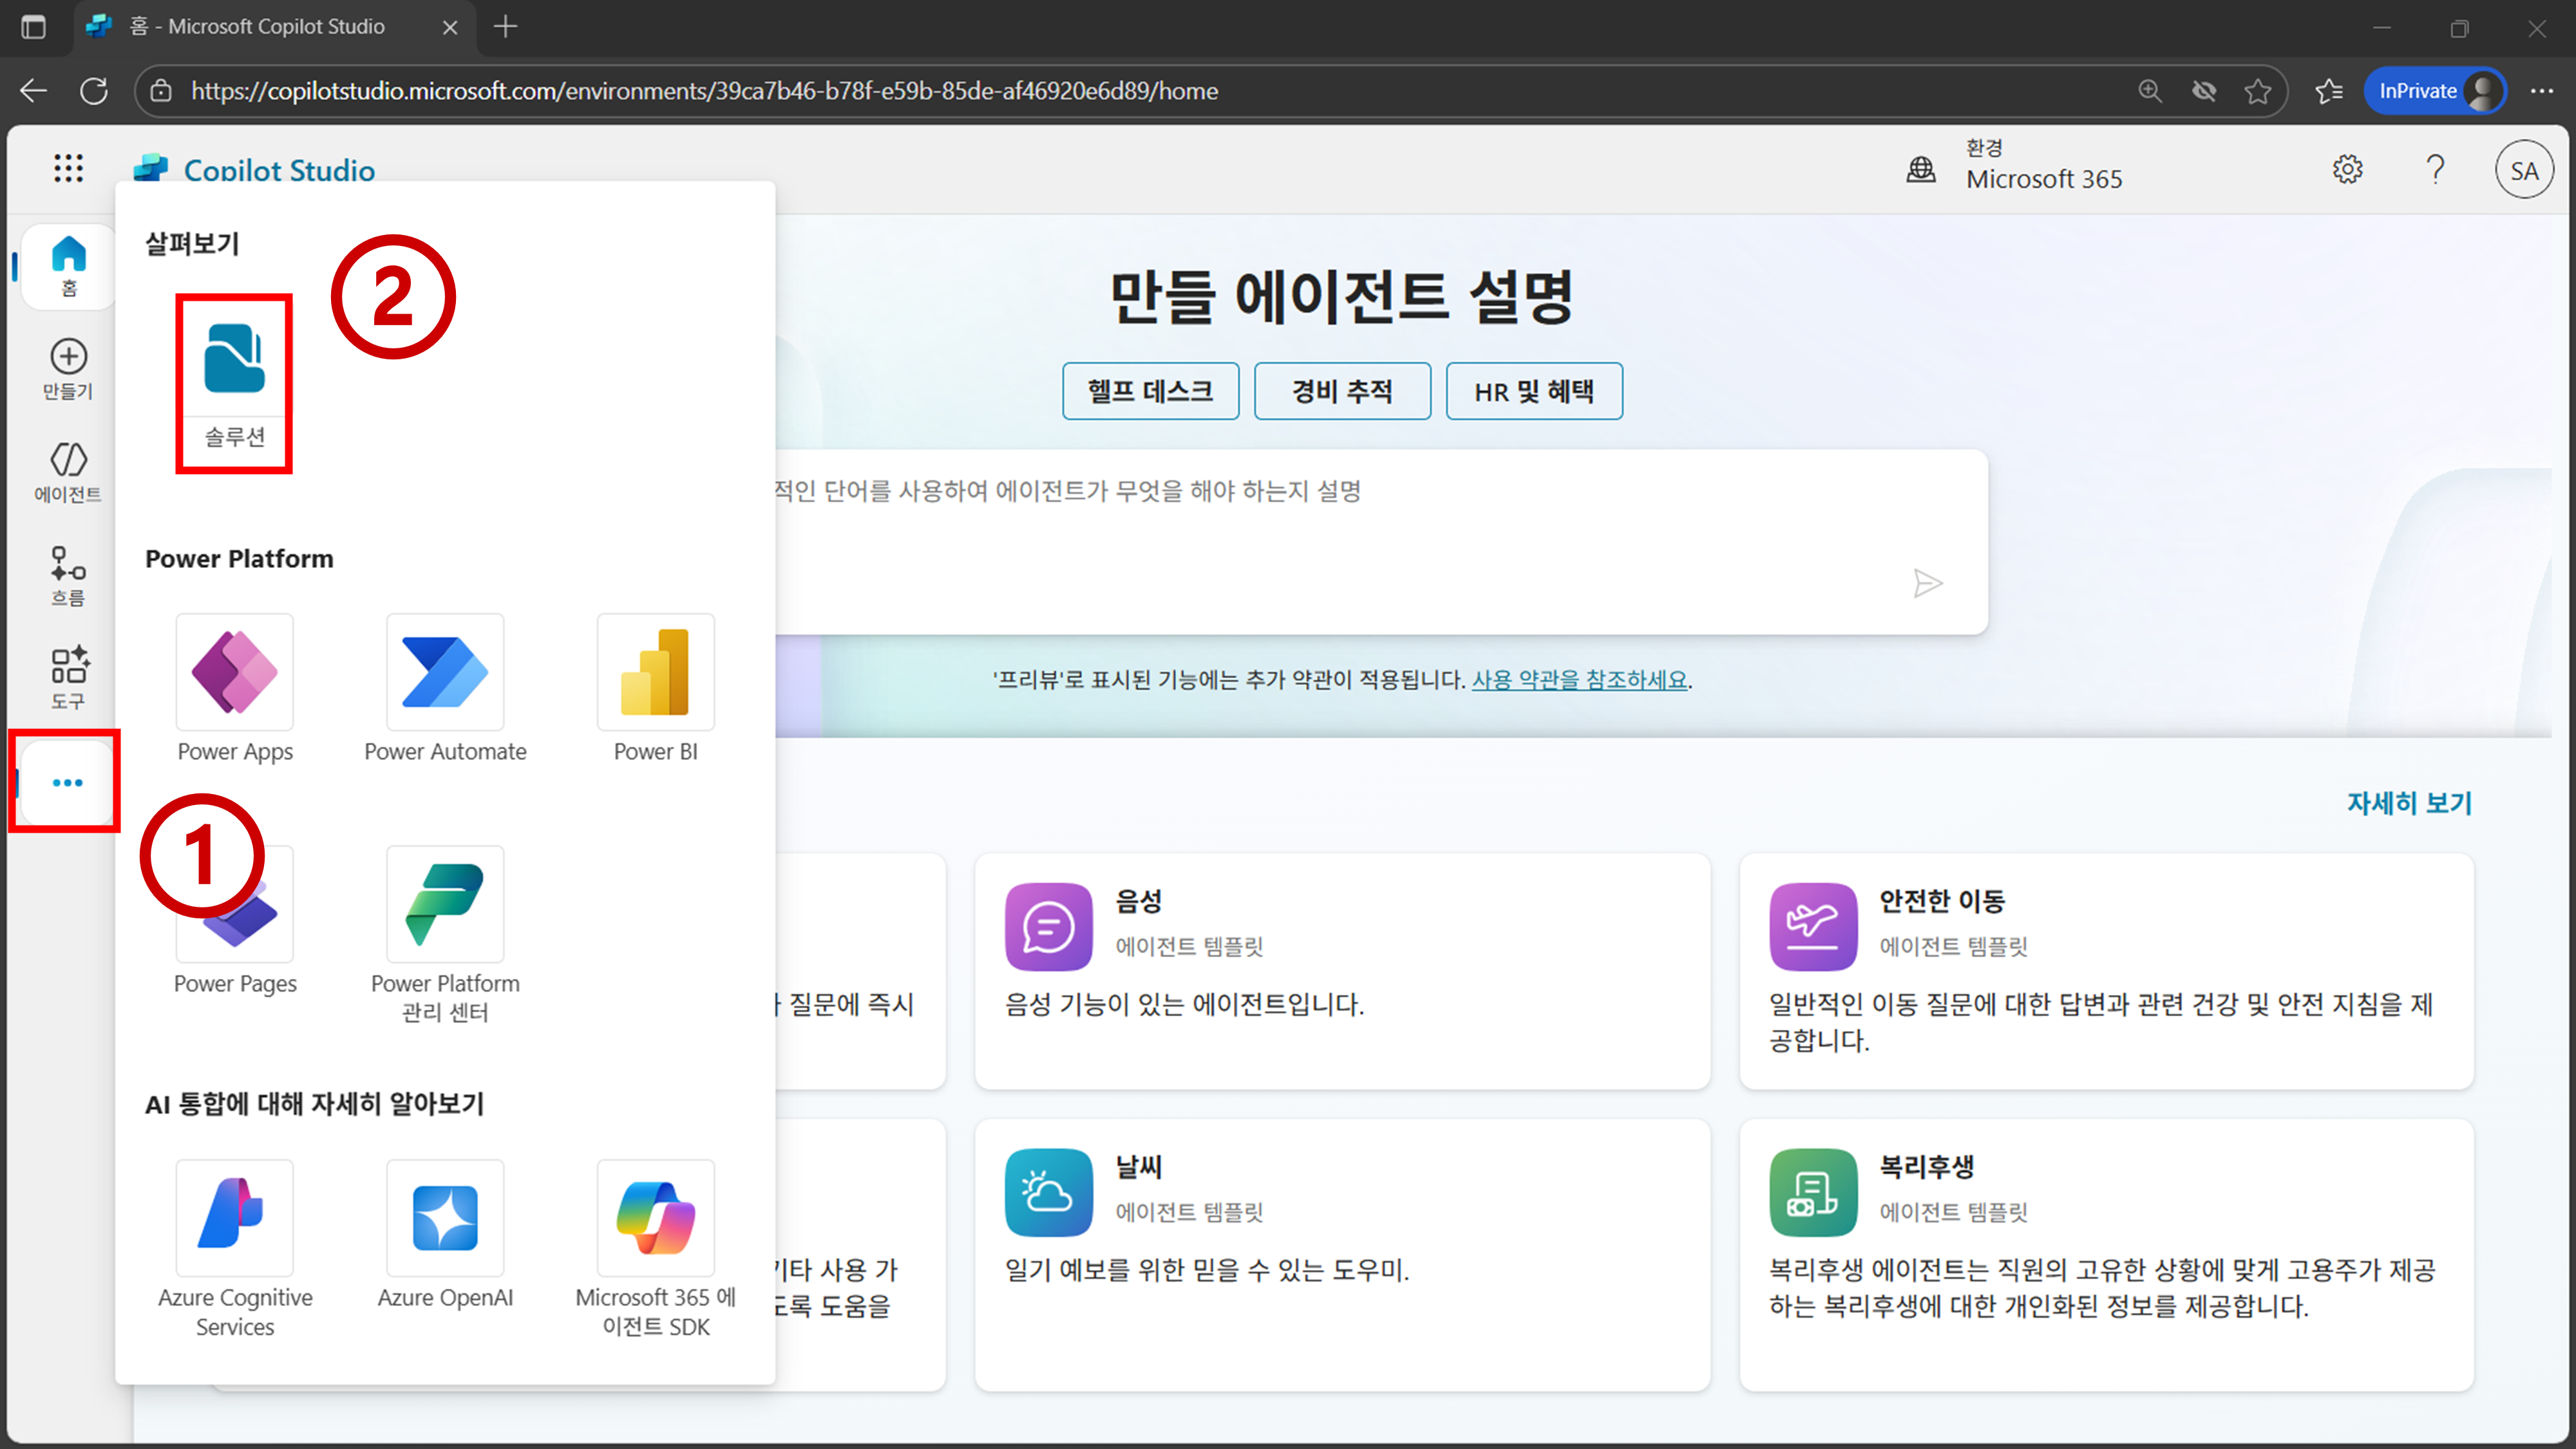 홈 - Microsoft Copilot Studio
https://copilotstudio.microsoft.com/environments/39ca7b46-b78f-e59b-85de-af46920e6d89/home
InPrivate
Copilot Studio
환경
Microsoft 365
SA
홈
만들기
에이전트
흐름
도구
살펴보기
솔루션
2
Power Platform
Power Apps
Power Automate
Power BI
1
Power Pages
Power Platform
관리 센터
AI 통합에 대해 자세히 알아보기
Azure Cognitive
Services
Azure OpenAI
Microsoft 365 에
이전트 SDK
만들 에이전트 설명
헬프 데스크
경비 추적
HR 및 혜택
적인 단어를 사용하여 에이전트가 무엇을 해야 하는지 설명
'프리뷰'로 표시된 기능에는 추가 약관이 적용됩니다. 사용 약관을 참조하세요.
자세히 보기
질문에 즉시
음성
에이전트 템플릿
음성 기능이 있는 에이전트입니다.
안전한 이동
에이전트 템플릿
일반적인 이동 질문에 대한 답변과 관련 건강 및 안전 지침을 제
공합니다.
기타 사용 가
도록 도움을
날씨
에이전트 템플릿
일기 예보를 위한 믿을 수 있는 도우미.
복리후생
에이전트 템플릿
복리후생 에이전트는 직원의 고유한 상황에 맞게 고용주가 제공
하는 복리후생에 대한 개인화된 정보를 제공합니다.